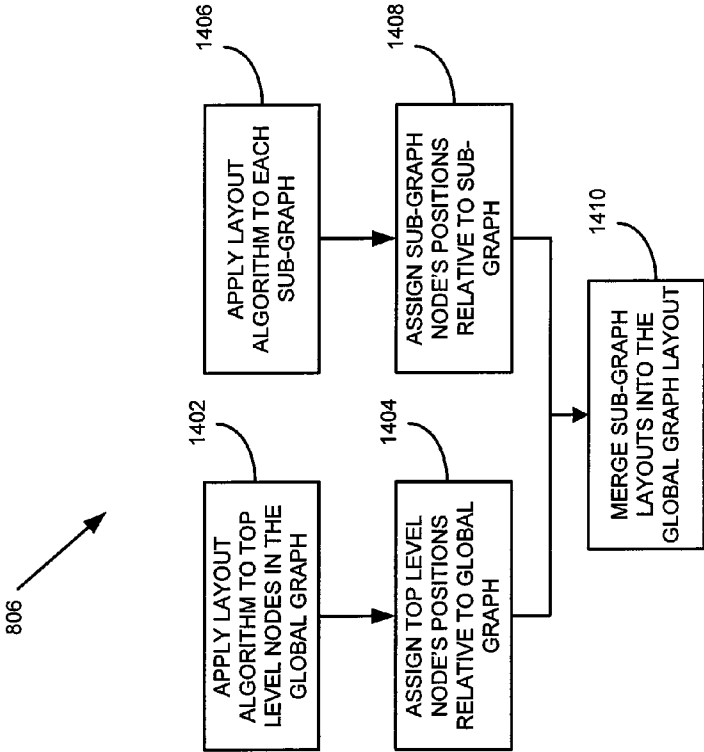 806
1402
APPLY LAYOUT
ALGORITHM TO TOP
LEVEL NODES IN THE
GLOBAL GRAPH
1404
ASSIGN TOP LEVEL
NODE'S POSITIONS
RELATIVE TO GLOBAL
GRAPH
1406
APPLY LAYOUT
ALGORITHM TO EACH
SUB-GRAPH
1408
ASSIGN SUB-GRAPH
NODE'S POSITIONS
RELATIVE TO SUB-
GRAPH
1410
MERGE SUB-GRAPH
LAYOUTS INTO THE
GLOBAL GRAPH LAYOUT